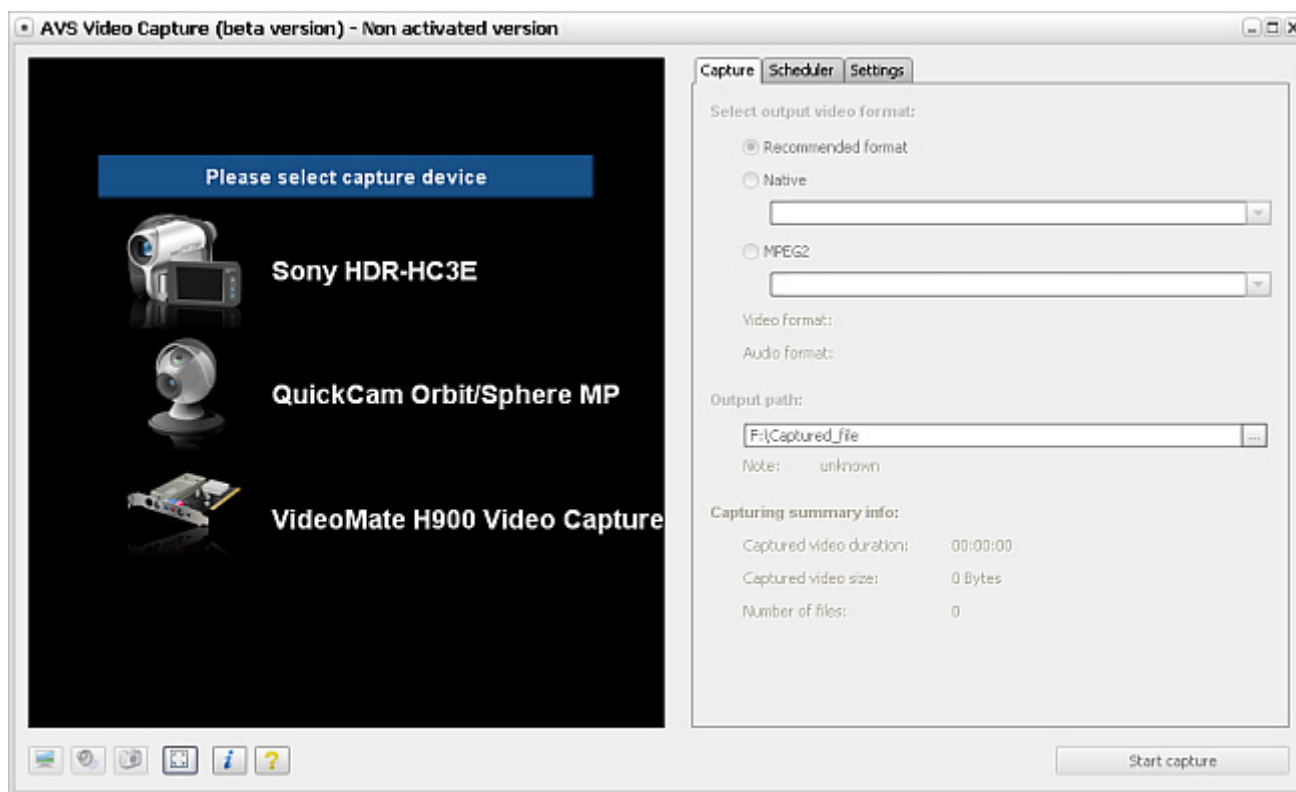 AVS Video Capture (beta version) - Non activated version
Please select capture device
Sony HDR-HC3E
QuickCam Orbit/Sphere MP
VideoMate H900 Video Capture
Capture Scheduler Settings
Select output video format:
Recommended format
Native
MPEG2
Video format:
Audio format:
Output path:
F:\Captured_file
...
Note: unknown
Capturing summary info:
Captured video duration: 00:00:00
Captured video size: 0 Bytes
Number of files: 0
i ?
Start capture